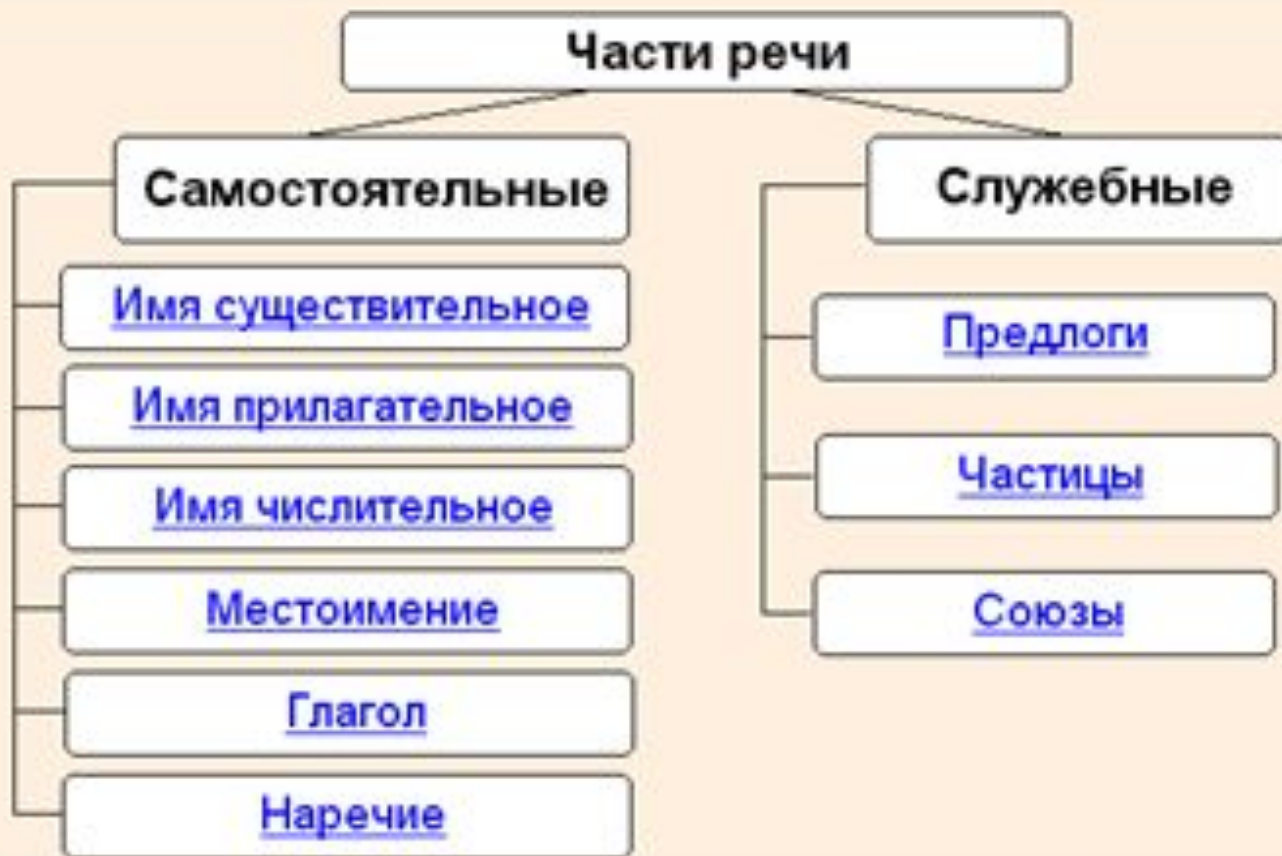 Части речи
Самостоятельные
Имя существительное
Имя прилагательное
Имя числительное
Местоимение
Глагол
Наречие
Служебные
Предлоги
Частицы
Союзы